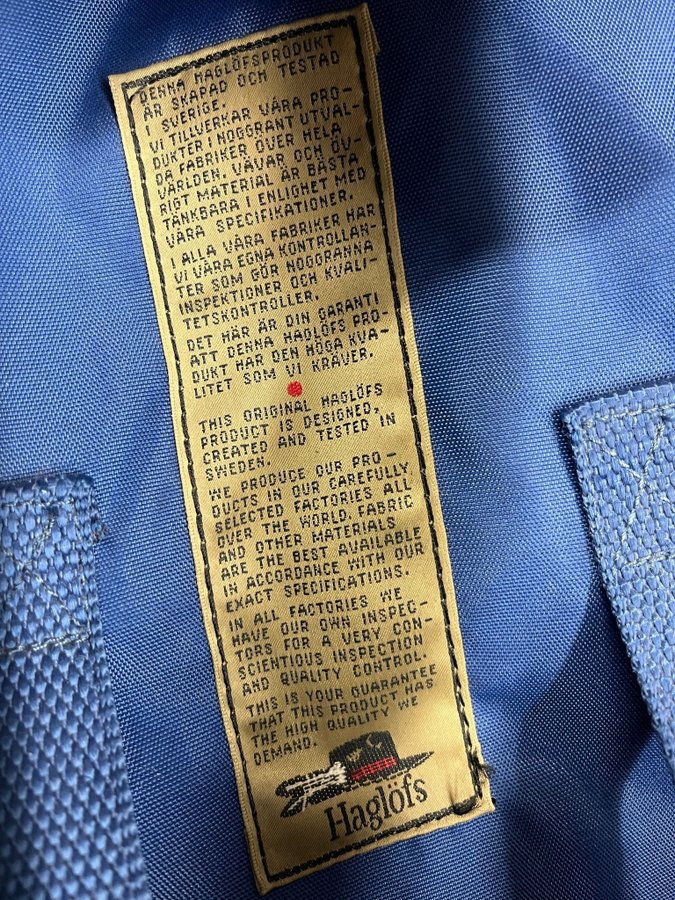 DENNA HAGLÖFSPRODUKT
ÄR SKAPAD OCH TESTAD
I SVERIGE.
VI TILLVERKAR VÅRA PRO-
DUKTER I NOGGRANT UTVAL-
DA FABRIKER ÖVER HELA
VÄRLDEN. VÄVAR OCH ÖV-
RIGT MATERIAL ÄR BÄSTA
TÄNKBARA I ENLIGHET MED
VÅRA SPECIFIKATIONER.
I ALLA VÅRA FABRIKER HAR
VI VÅRA EGNA KONTROLLAN-
TER SOM GÖR NOGGRANNA
INSPEKTIONER OCH KVALI-
TETSKONTROLLER.
DET HÄR ÄR DIN GARANTI
ATT DENNA HAGLÖFS PRO-
DUKT HAR DEN HÖGA KVA-
LITET SOM VI KRÄVER.
THIS ORIGINAL HAGLÖFS
PRODUCT IS DESIGNED,
CREATED AND TESTED IN
SWEDEN.
WE PRODUCE OUR PRO-
DUCTS IN OUR CAREFULLY
SELECTED FACTORIES ALL
OVER THE WORLD. FABRIC
AND OTHER MATERIALS
ARE THE BEST AVAILABLE
IN ACCORDANCE WITH OUR
EXACT SPECIFICATIONS.
IN ALL FACTORIES WE
HAVE OUR OWN INSPEC-
TORS FOR A VERY CON-
SCIENTIOUS INSPECTION
AND QUALITY CONTROL.
THIS IS YOUR GUARANTEE
THAT THIS PRODUCT HAS
THE HIGH QUALITY WE
DEMAND.
Haglöfs